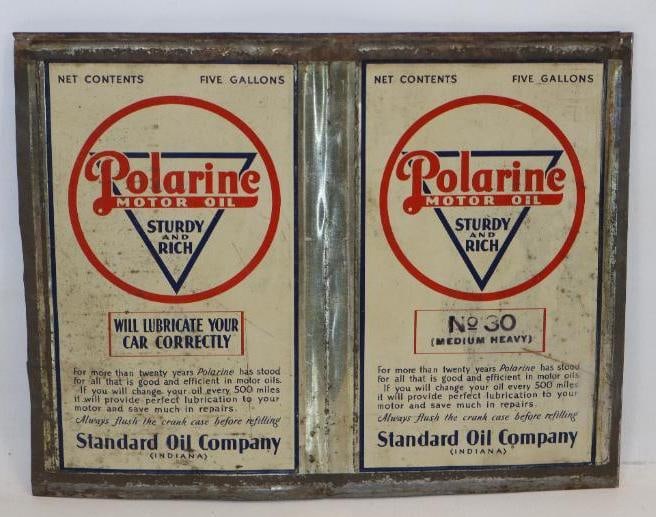 NET CONTENTS FIVE GALLONS
Polarine
MOTOR OIL
STURDY
AND
RICH
WILL LUBRICATE YOUR
CAR CORRECTLY
For more than twenty years Polarine has stood
for all that is good and efficient in motor oils.
If you will change your oil every 500 miles
it will provide perfect lubrication to your
motor and save much in repairs.
Always flush the crank case before refilling
Standard Oil Company
(INDIANA)
NET CONTENTS FIVE GALLONS
Polarine
MOTOR OIL
STURDY
AND
RICH
No 30
(MEDIUM HEAVY)
For more than twenty years Polarine has stood
for all that is good and efficient in motor oils
If you will change your oil every 500 miles
it will provide perfect lubrication to your
motor and save much in repairs.
Always flush the crank case before refilling
Standard Oil Company
(INDIANA)